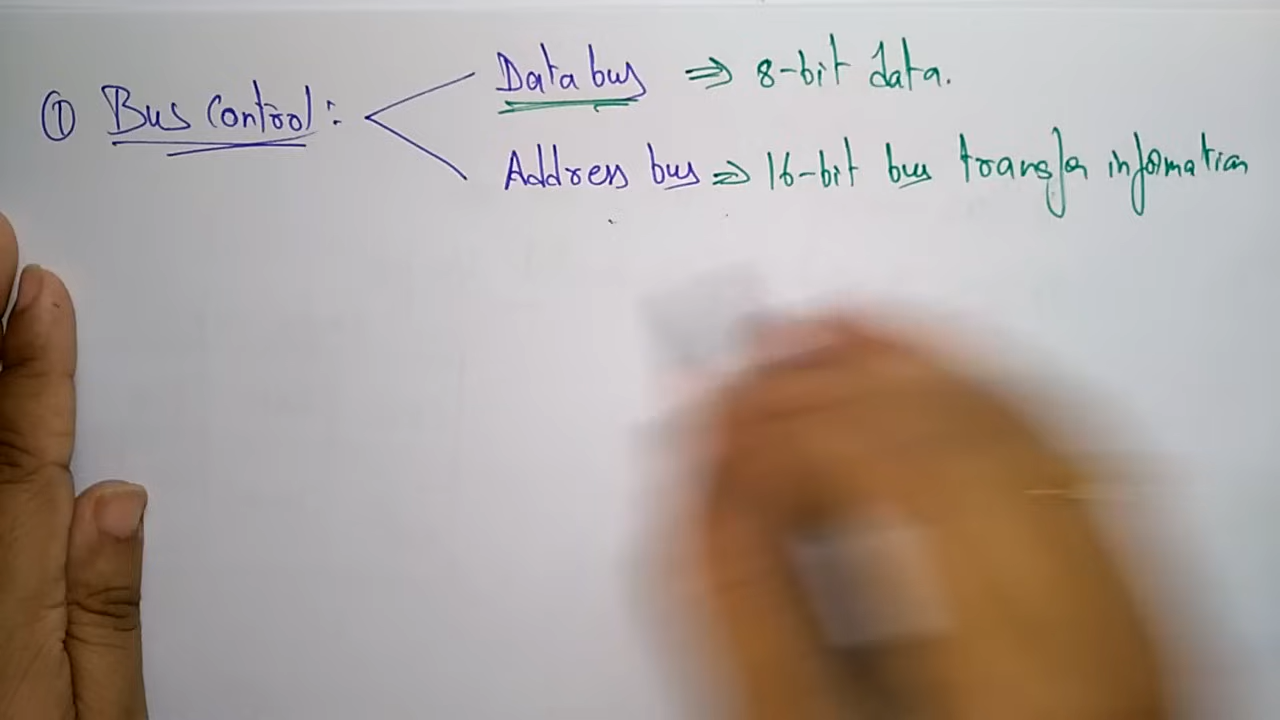 ① Bus Control:
Data bus ⇒ 8-bit data.
Address bus ⇒ 16-bit bus transfer information